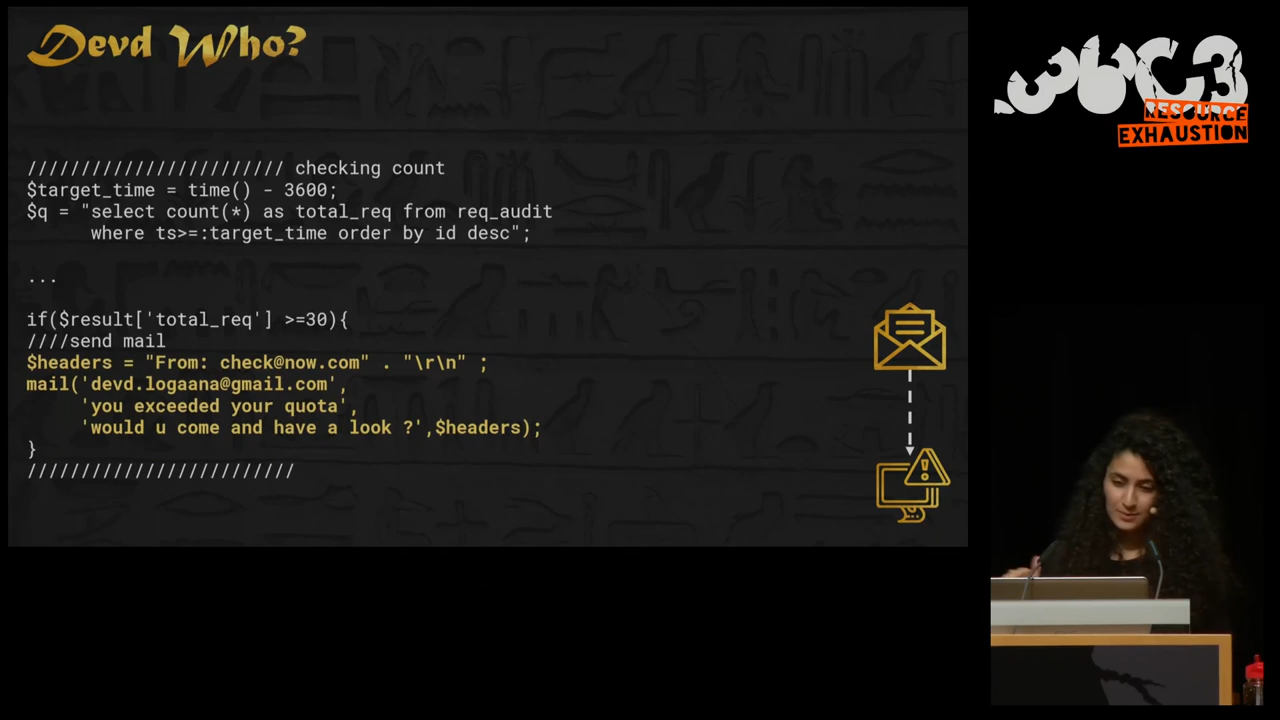 Devd Who?
//////////////////////// checking count
$target_time = time() - 3600;
$q = "select count(*) as total_req from req_audit
where ts>=:target_time order by id desc";
...
if($result['total_req'] >=30){
////send mail
$headers = "From: check@now.com" . "\r\n" ;
mail('devd.logaana@gmail.com',
'you exceeded your quota',
'would u come and have a look ?',$headers);
}
/////////////////////////
36C3
RESOURCE
EXHAUSTION